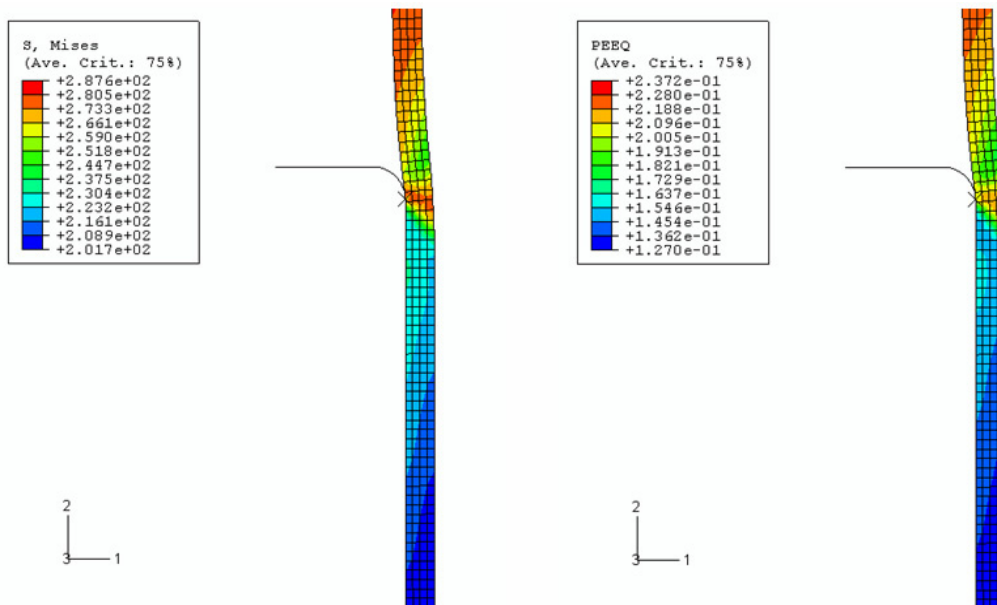 S, Mises
(Ave. Crit.: 75%)
+2.876e+02
+2.805e+02
+2.733e+02
+2.661e+02
+2.590e+02
+2.518e+02
+2.447e+02
+2.375e+02
+2.304e+02
+2.232e+02
+2.161e+02
+2.089e+02
+2.017e+02
2
3
1
PEEQ
(Ave. Crit.: 75%)
+2.372e-01
+2.280e-01
+2.188e-01
+2.096e-01
+2.005e-01
+1.913e-01
+1.821e-01
+1.729e-01
+1.637e-01
+1.546e-01
+1.454e-01
+1.362e-01
+1.270e-01
2
3
1